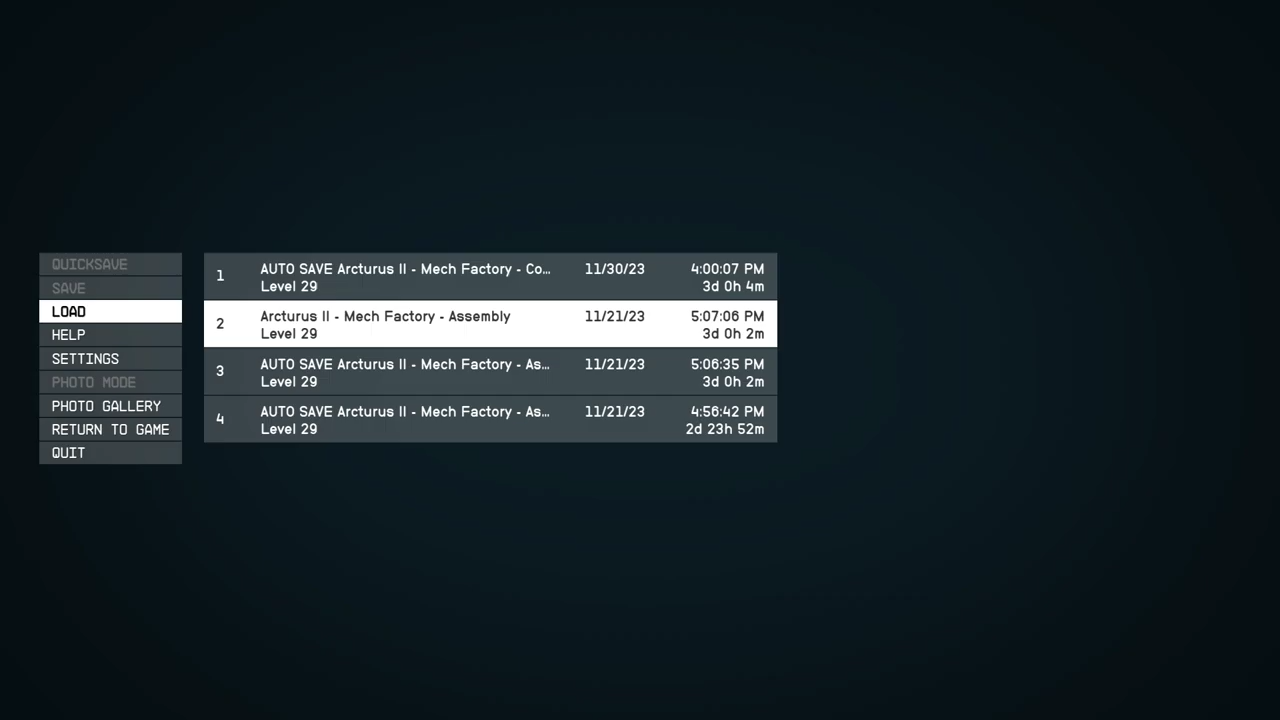 QUICKSAVE
SAVE
LOAD
HELP
SETTINGS
PHOTO MODE
PHOTO GALLERY
RETURN TO GAME
QUIT
1 AUTO SAVE Arcturus II - Mech Factory - Co... 11/30/23 4:00:07 PM
Level 29 3d 0h 4m
2 Arcturus II - Mech Factory - Assembly 11/21/23 5:07:06 PM
Level 29 3d 0h 2m
3 AUTO SAVE Arcturus II - Mech Factory - As... 11/21/23 5:06:35 PM
Level 29 3d 0h 2m
4 AUTO SAVE Arcturus II - Mech Factory - As... 11/21/23 4:56:42 PM
Level 29 2d 23h 52m